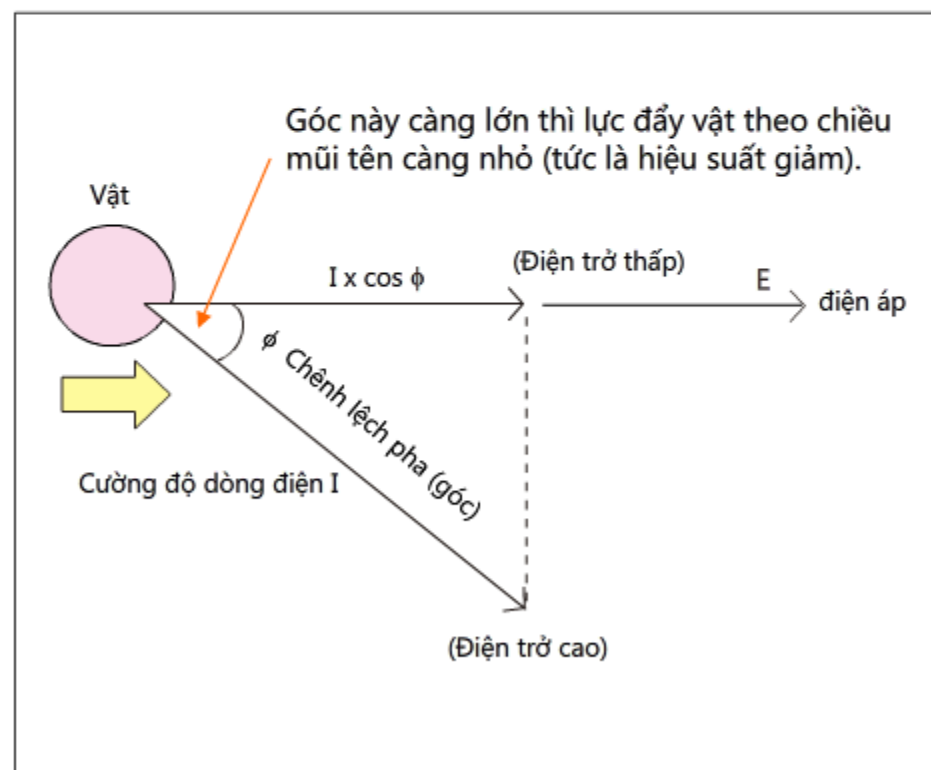 Góc này càng lớn thì lực đẩy vật theo chiều
mũi tên càng nhỏ (tức là hiệu suất giảm).
Vật
I x cos ϕ
(Điện trở thấp)
E
điện áp
ϕ Chênh lệch pha (góc)
Cường độ dòng điện I
(Điện trở cao)